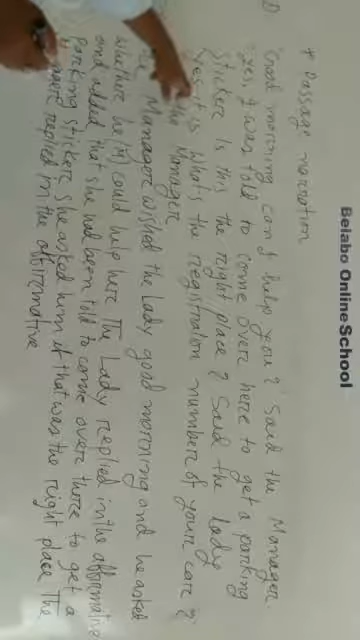 Belabo Online School
+ Passage narration
1) "Good morning can I help you? Said the Manager.
"Yes, I was told to come over here to get a parking
sticker Is this the right place? Said the lady
Yes it is Whats the registration number of your car?
the Manager
Manager wished the Lady good morning and he asked
whether he could help her The Lady replied in the affirmative
and added that she had been told to come over there to get a
parking sticker she asked him if that was the right place The
replied in the affirmative